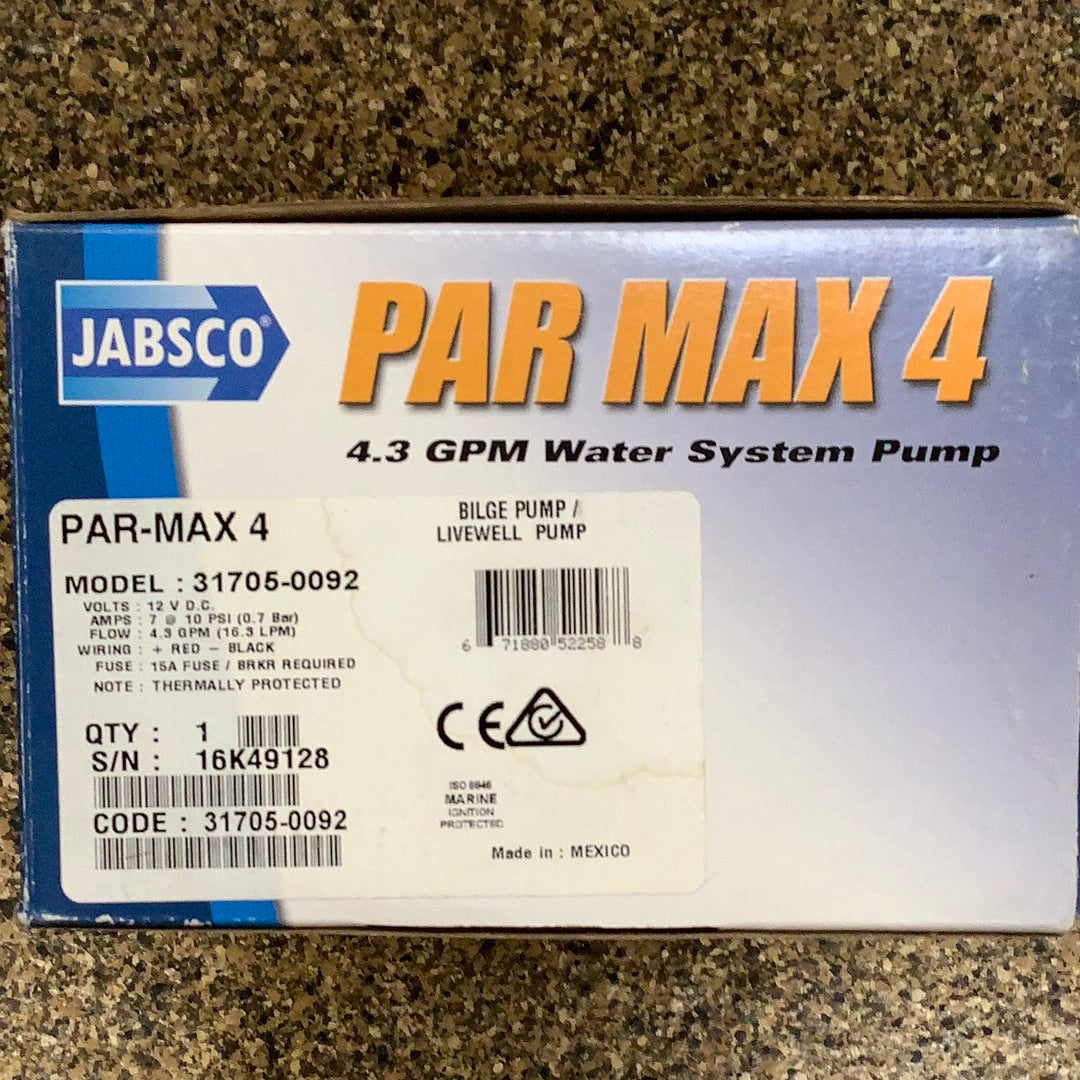 JABSCO®
PAR MAX 4
4.3 GPM Water System Pump
PAR-MAX 4
BILGE PUMP /
LIVEWELL PUMP
MODEL : 31705-0092
VOLTS : 12 V D.C.
AMPS : 7 @ 10 PSI (0.7 Bar)
FLOW : 4.3 GPM (16.3 LPM)
WIRING : + RED - BLACK
FUSE : 15A FUSE / BRKR REQUIRED
NOTE : THERMALLY PROTECTED
6 71880 52258 8
QTY : 1
S/N : 16K49128
CODE : 31705-0092
CE
ISO 8846
MARINE
IGNITION
PROTECTED
Made in : MEXICO